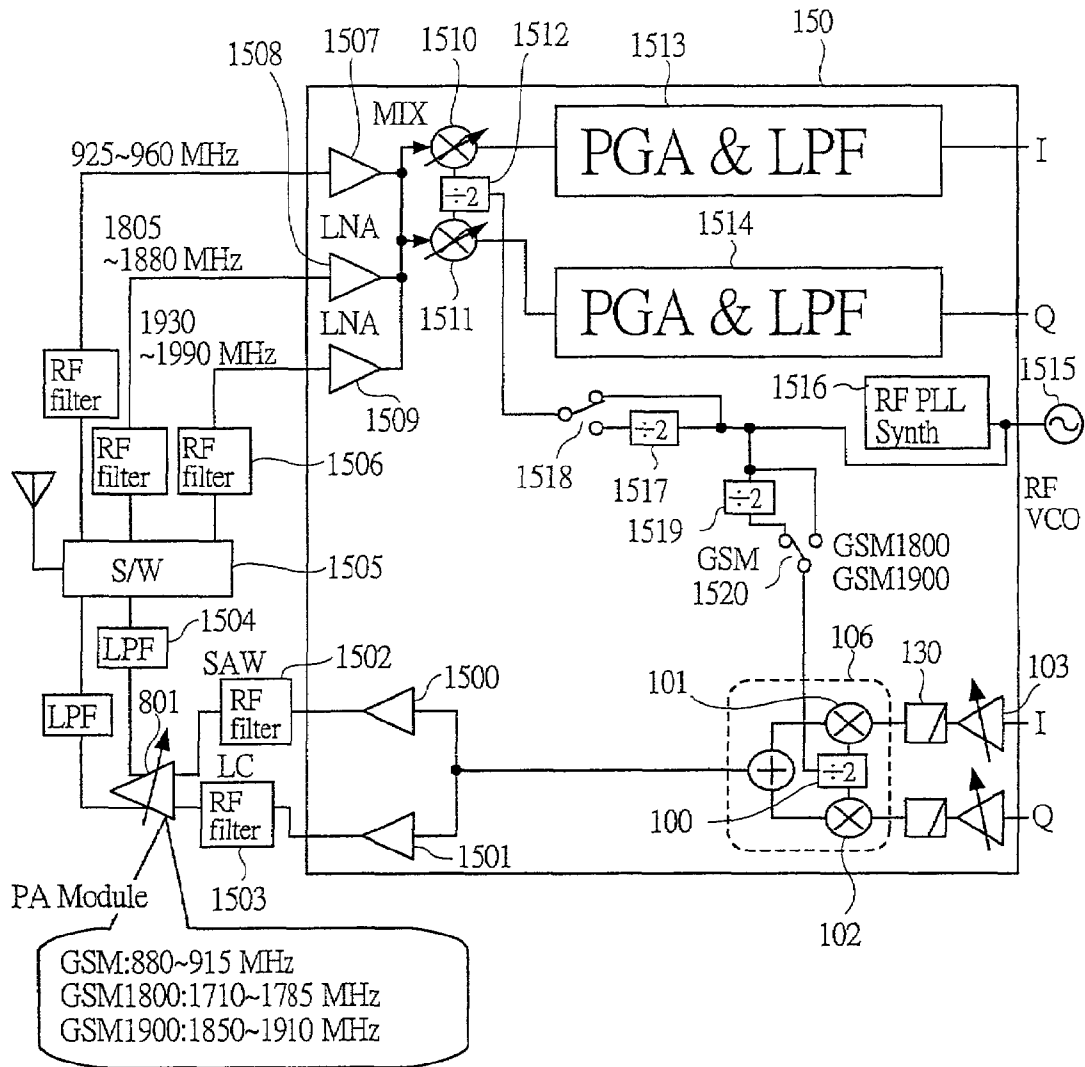 1507
1510
1512
1513
150
1508
MIX
925~960 MHz
PGA & LPF
I
÷2
1805
~1880 MHz
LNA
1514
1511
PGA & LPF
Q
LNA
1930
~1990 MHz
RF
filter
1509
1516
1515
RF PLL
Synth
RF
filter
RF
filter
1506
÷2
1518
1517
RF
VCO
÷2
1519
GSM
GSM1800
1520
GSM1900
S/W
1505
LPF
1504
SAW
1502
1500
106
130
103
LPF
801
RF
filter
101
I
LC
÷2
RF
filter
100
Q
1501
PA Module
1503
102
GSM:880~915 MHz
GSM1800:1710~1785 MHz
GSM1900:1850~1910 MHz